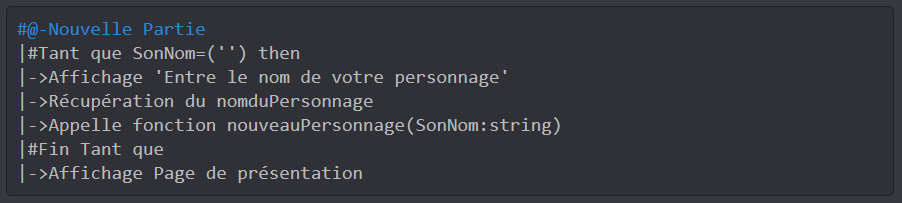 #@-Nouvelle Partie
|#Tant que SonNom=('') then
|->Affichage 'Entre le nom de votre personnage'
|->Récupération du nomduPersonnage
|->Appelle fonction nouveauPersonnage(SonNom:string)
|#Fin Tant que
|->Affichage Page de présentation